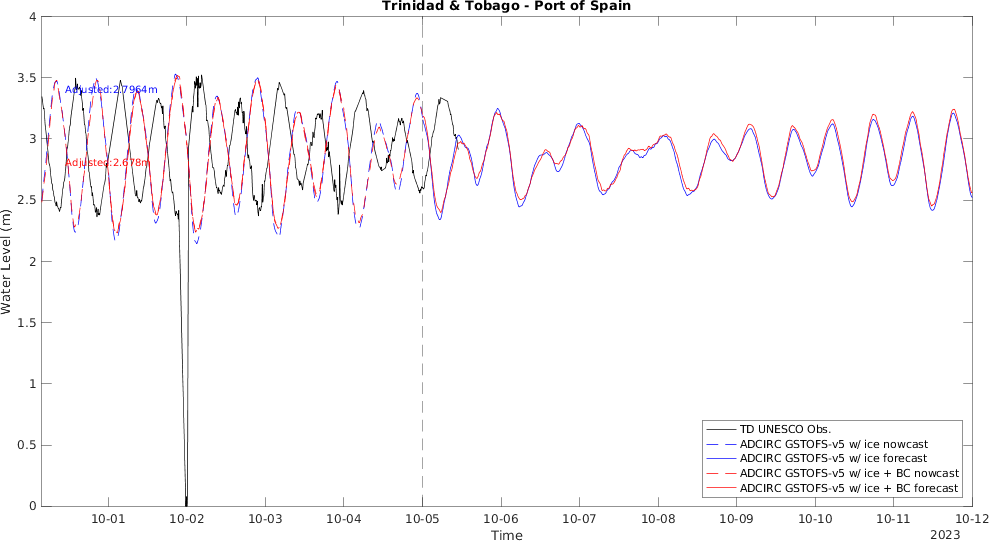 Trinidad & Tobago - Port of Spain
4
3.5
3
2.5
2
1.5
1
0.5
0
Water Level (m)
Adjusted:2.7964m
Adjusted:2.678m
TD UNESCO Obs.
ADCIRC GSTOFS-v5 w/ ice nowcast
ADCIRC GSTOFS-v5 w/ ice forecast
ADCIRC GSTOFS-v5 w/ ice + BC nowcast
ADCIRC GSTOFS-v5 w/ ice + BC forecast
10-01 10-02 10-03 10-04 10-05 10-06 10-07 10-08 10-09 10-10 10-11 10-12
Time
2023